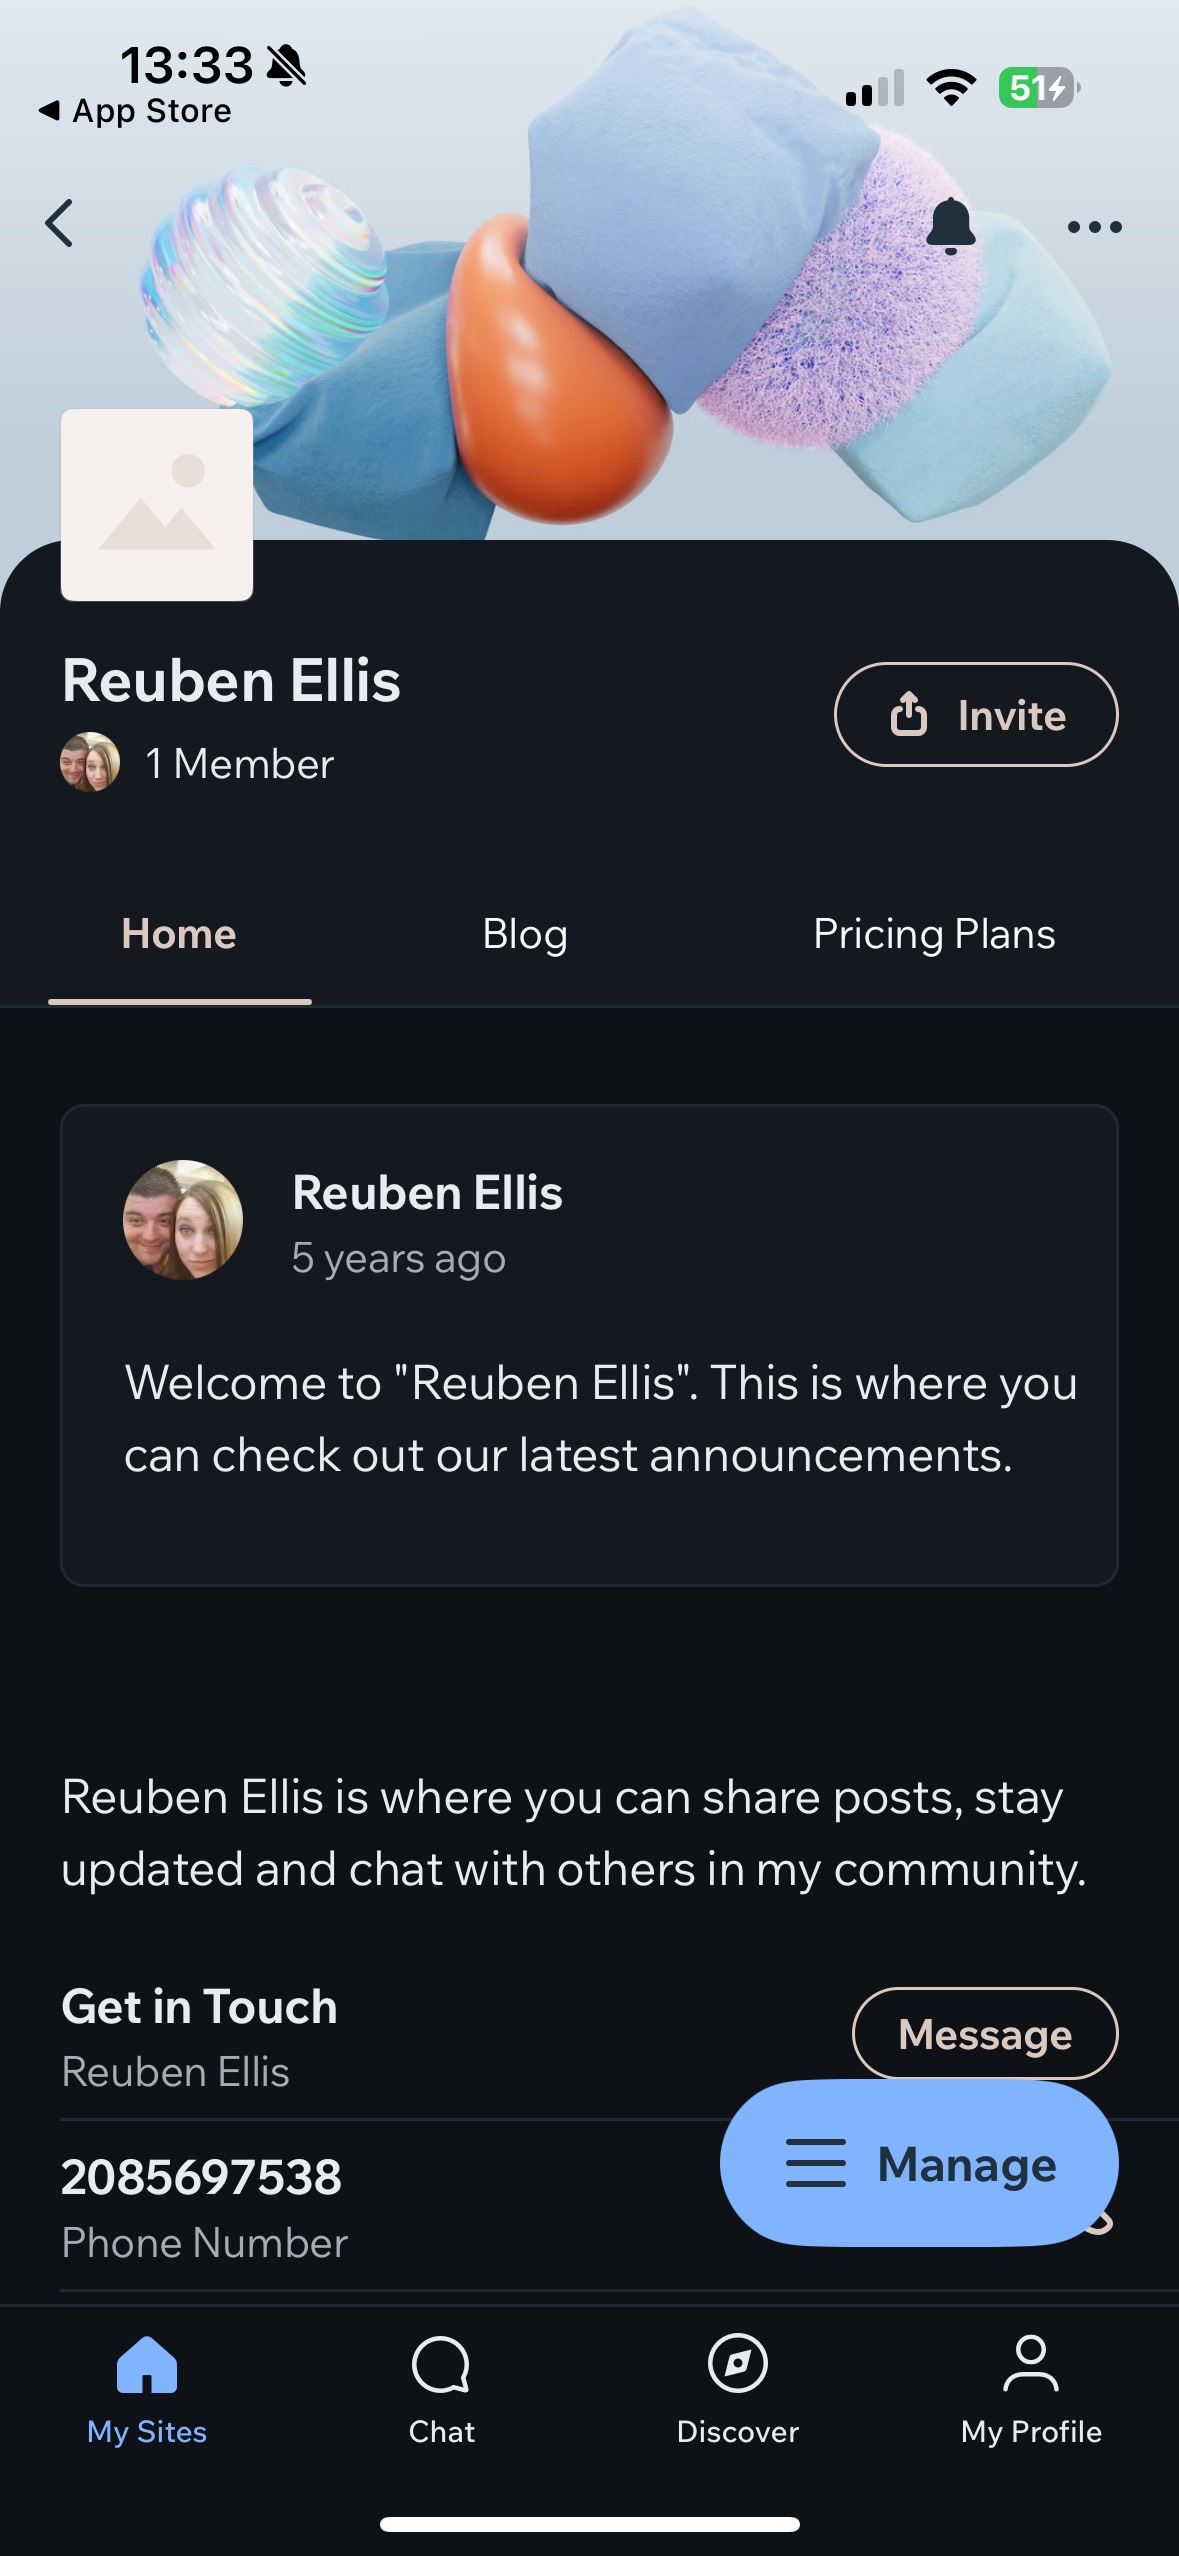 13:33
App Store
51
Reuben Ellis
1 Member
Invite
Home
Blog
Pricing Plans
Reuben Ellis
5 years ago
Welcome to "Reuben Ellis". This is where you
can check out our latest announcements.
Reuben Ellis is where you can share posts, stay
updated and chat with others in my community.
Get in Touch
Reuben Ellis
Message
2085697538
Phone Number
Manage
My Sites
Chat
Discover
My Profile